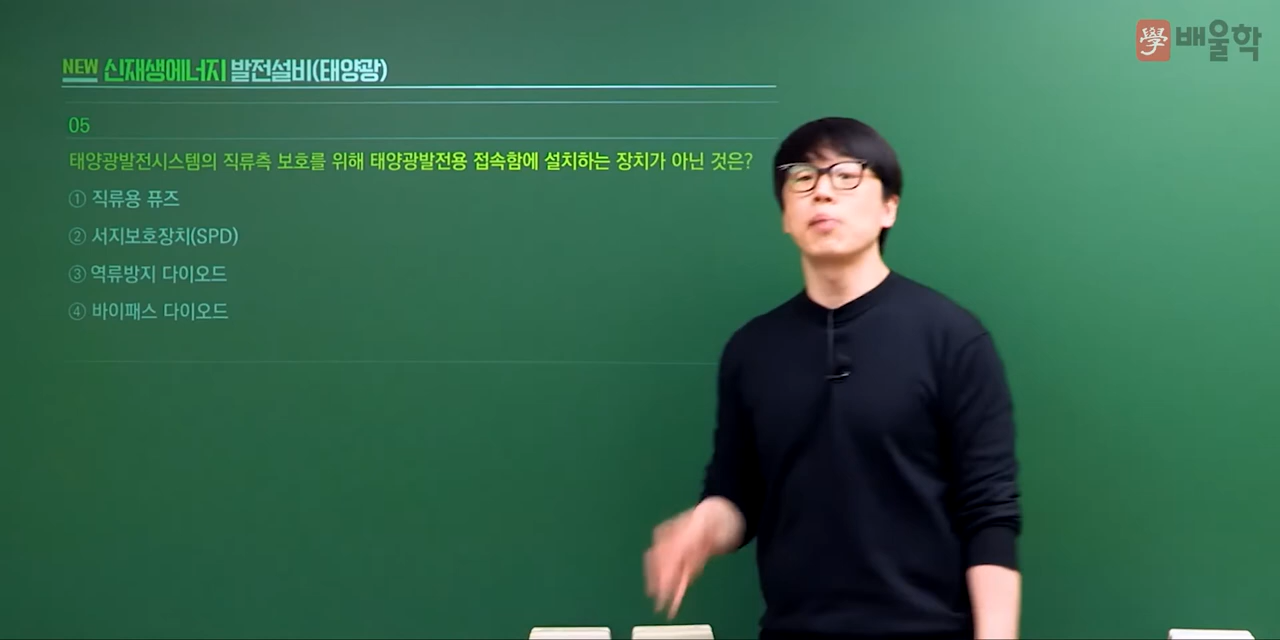 學 배울학
NEW 신재생에너지 발전설비(태양광)
05
태양광발전시스템의 직류측 보호를 위해 태양광발전용 접속함에 설치하는 장치가 아닌 것은?
① 직류용 퓨즈
② 서지보호장치(SPD)
③ 역류방지 다이오드
④ 바이패스 다이오드